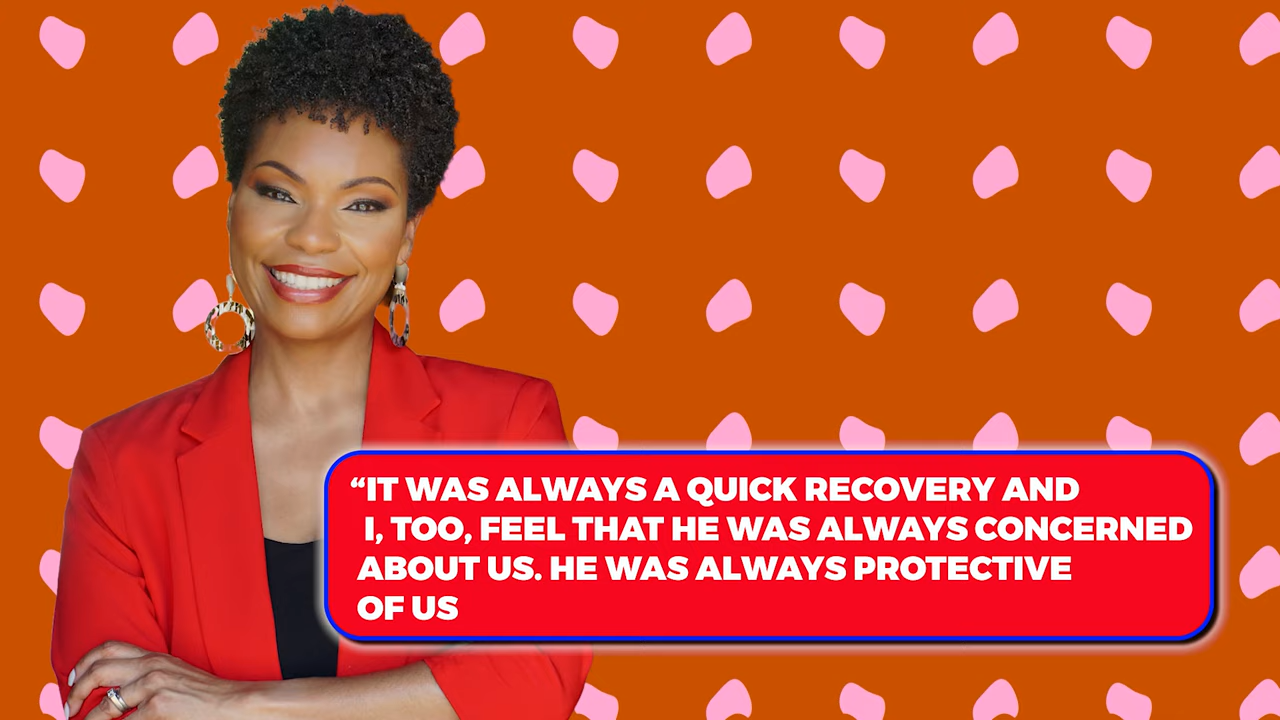 “IT WAS ALWAYS A QUICK RECOVERY AND
I, TOO, FEEL THAT HE WAS ALWAYS CONCERNED
ABOUT US. HE WAS ALWAYS PROTECTIVE
OF US